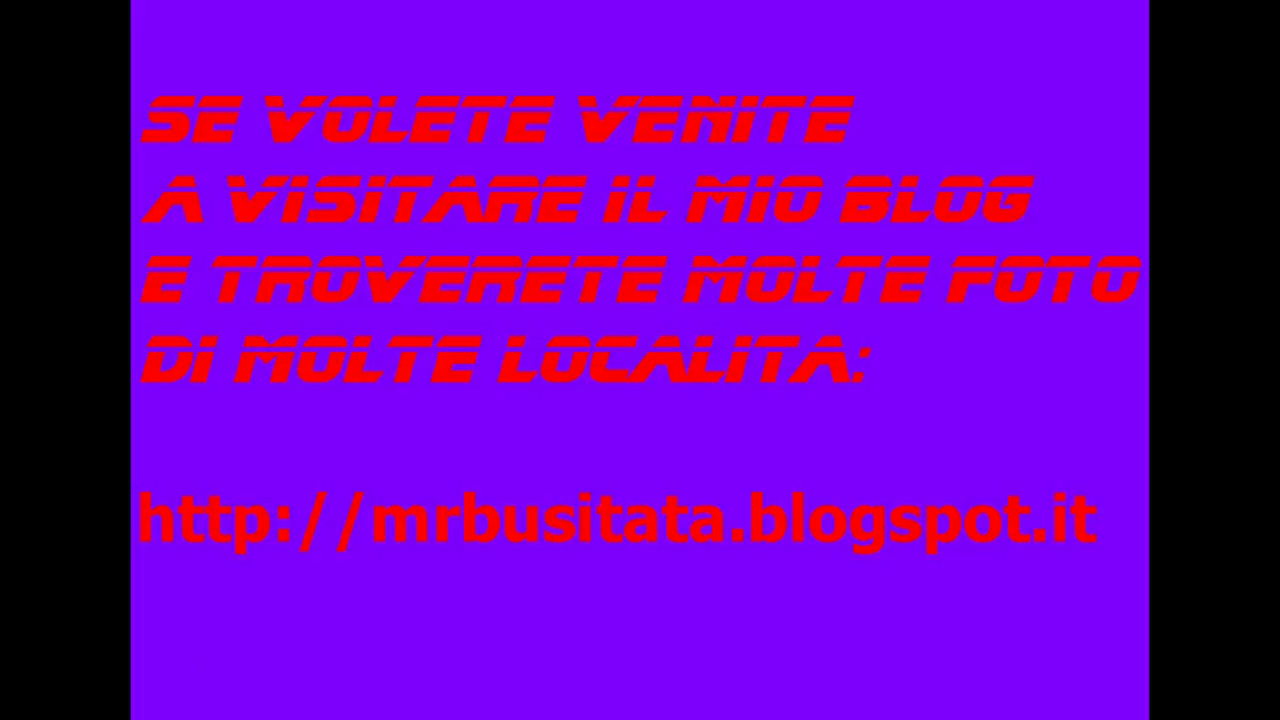 SE VOLETE VENITE
A VISITARE IL MIO BLOG
E TROVERETE MOLTE FOTO
DI MOLTE LOCALITA:
http://mrbusitata.blogspot.it